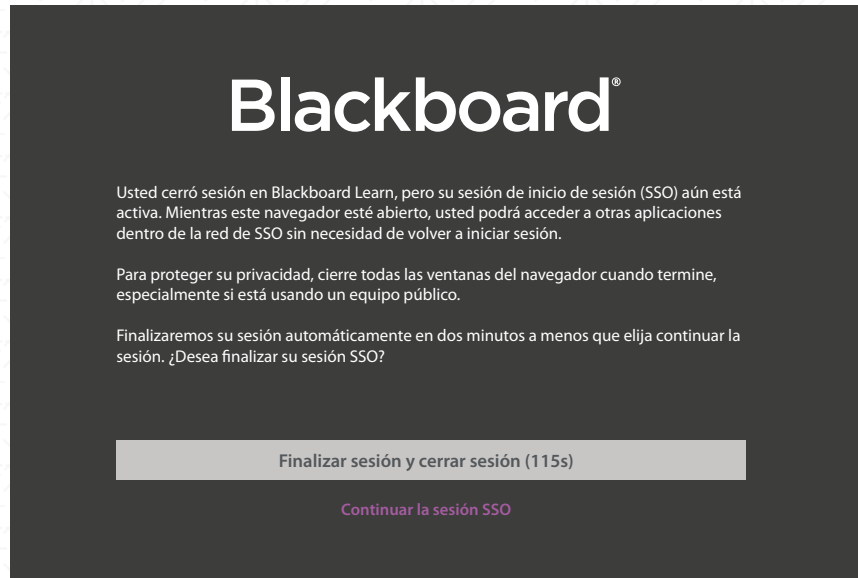 Blackboard®
Usted cerró sesión en Blackboard Learn, pero su sesión de inicio de sesión (SSO) aún está
activa. Mientras este navegador esté abierto, usted podrá acceder a otras aplicaciones
dentro de la red de SSO sin necesidad de volver a iniciar sesión.
Para proteger su privacidad, cierre todas las ventanas del navegador cuando termine,
especialmente si está usando un equipo público.
Finalizaremos su sesión automáticamente en dos minutos a menos que elija continuar la
sesión. ¿Desea finalizar su sesión SSO?
Finalizar sesión y cerrar sesión (115s)
Continuar la sesión SSO